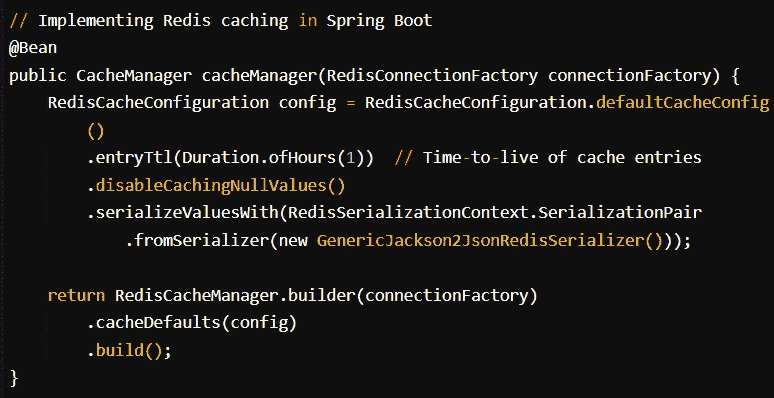 // Implementing Redis caching in Spring Boot
@Bean
public CacheManager cacheManager(RedisConnectionFactory connectionFactory) {
    RedisCacheConfiguration config = RedisCacheConfiguration.defaultCacheConfig
        ()
        .entryTtl(Duration.ofHours(1))  // Time-to-live of cache entries
        .disableCachingNullValues()
        .serializeValuesWith(RedisSerializationContext.SerializationPair
            .fromSerializer(new GenericJackson2JsonRedisSerializer()));

    return RedisCacheManager.builder(connectionFactory)
        .cacheDefaults(config)
        .build();
}